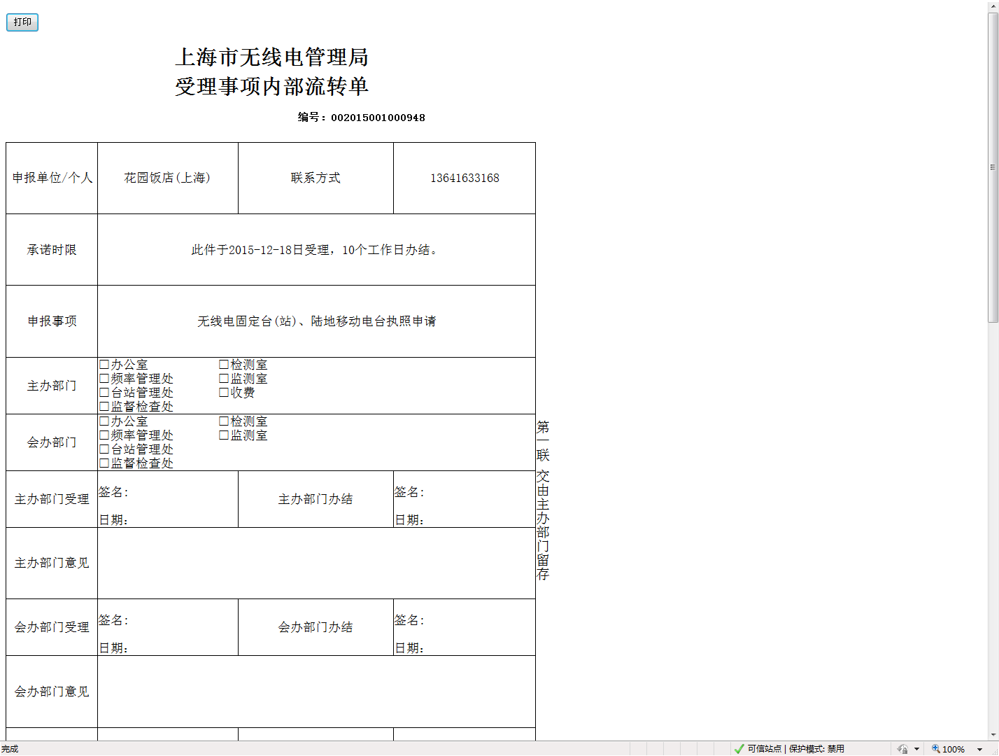 打印
上海市无线电管理局
受理事项内部流转单
编号：002015001000948
申报单位/个人 花园饭店(上海) 联系方式 13641633168
承诺时限 此件于2015-12-18日受理，10个工作日办结。
申报事项 无线电固定台(站)、陆地移动电台执照申请
主办部门
□办公室 □检测室
□频率管理处 □监测室
□台站管理处 □收费
□监督检查处
会办部门
□办公室 □检测室
□频率管理处 □监测室
□台站管理处
□监督检查处
主办部门受理 签名： 主办部门办结 签名：
日期： 日期：
主办部门意见
会办部门受理 签名： 会办部门办结 签名：
日期： 日期：
会办部门意见
第一联 交由主办部门留存
完成 可信站点 | 保护模式: 禁用 100%